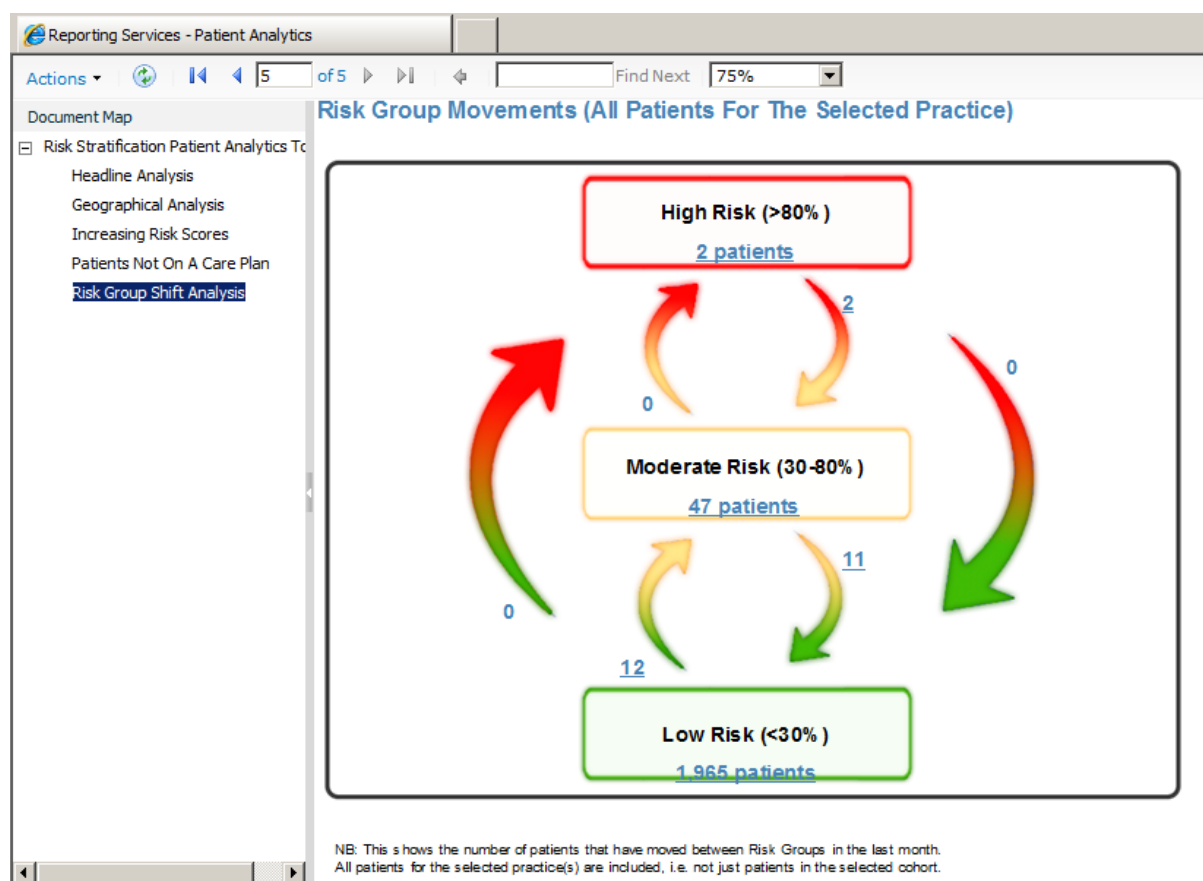 Reporting Services - Patient Analytics
Actions
5
of 5
Find Next
75%
Document Map
Risk Stratification Patient Analytics To
Headline Analysis
Geographical Analysis
Increasing Risk Scores
Patients Not On A Care Plan
Risk Group Shift Analysis
Risk Group Movements (All Patients For The Selected Practice)
High Risk (>80% )
2 patients
2
0
0
Moderate Risk (30-80% )
47 patients
11
0
12
Low Risk (<30% )
1,965 patients
NB: This shows the number of patients that have moved between Risk Groups in the last month.
All patients for the selected practice(s) are included, i.e. not just patients in the selected cohort.